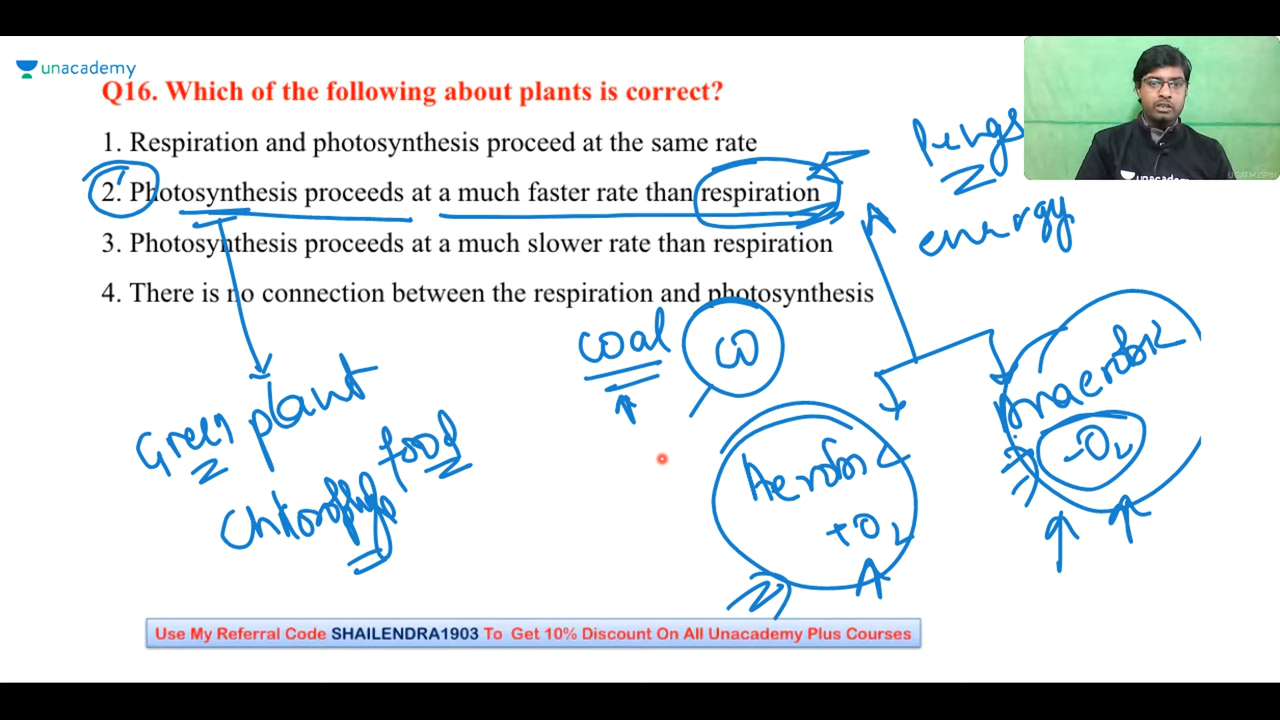 unacademy
Q16. Which of the following about plants is correct?
1. Respiration and photosynthesis proceed at the same rate
2. Photosynthesis proceeds at a much faster rate than respiration
3. Photosynthesis proceeds at a much slower rate than respiration
4. There is no connection between the respiration and photosynthesis
energy
coal
CO
Green plant
food
Aerobic
+O₂
Anaerobic
-O₂
unacademy
Use My Referral Code SHAILENDRA1903 To Get 10% Discount On All Unacademy Plus Courses